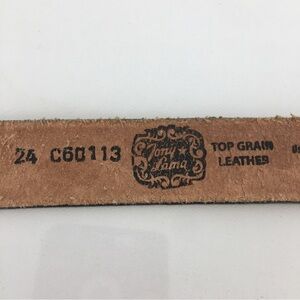 24 C60113
Tony
Lama
TOP GRAIN
LEATHER